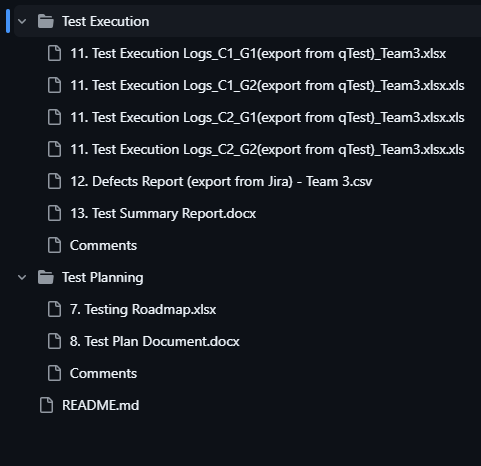 Test Execution
11. Test Execution Logs_C1_G1(export from qTest)_Team3.xlsx
11. Test Execution Logs_C1_G2(export from qTest)_Team3.xlsx.xls
11. Test Execution Logs_C2_G1(export from qTest)_Team3.xlsx.xls
11. Test Execution Logs_C2_G2(export from qTest)_Team3.xlsx.xls
12. Defects Report (export from Jira) - Team 3.csv
13. Test Summary Report.docx
Comments
Test Planning
7. Testing Roadmap.xlsx
8. Test Plan Document.docx
Comments
README.md